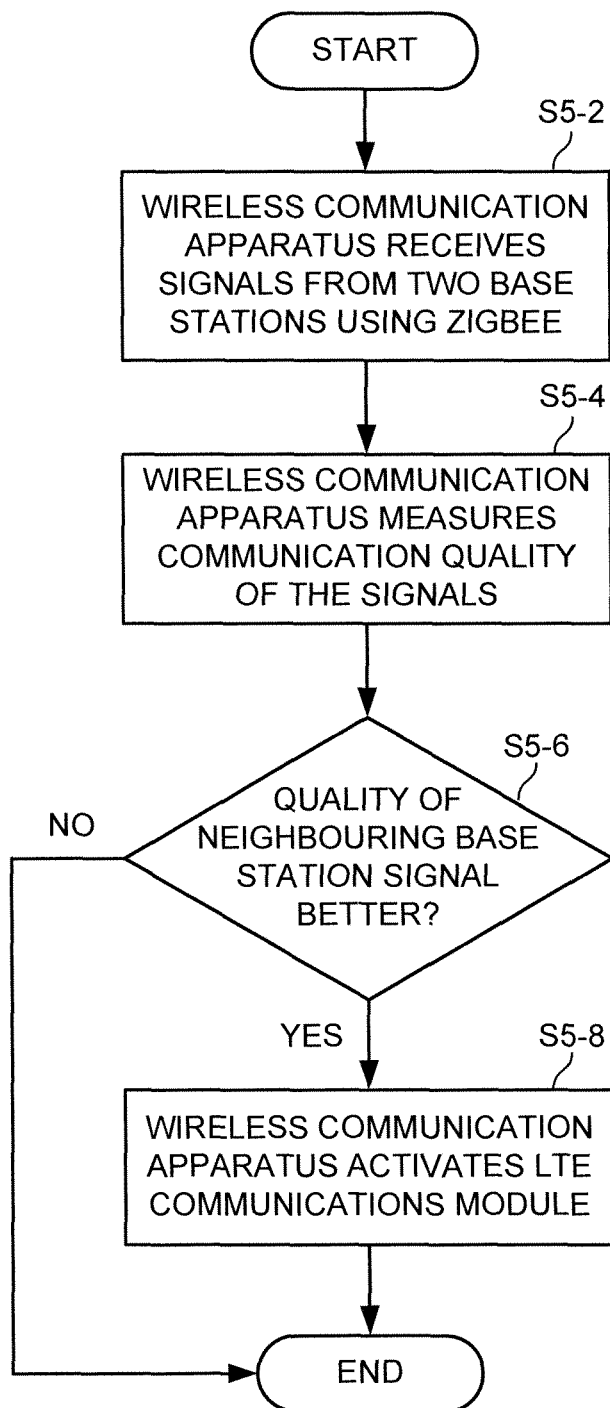 START
S5-2
WIRELESS COMMUNICATION
APPARATUS RECEIVES
SIGNALS FROM TWO BASE
STATIONS USING ZIGBEE
S5-4
WIRELESS COMMUNICATION
APPARATUS MEASURES
COMMUNICATION QUALITY
OF THE SIGNALS
S5-6
QUALITY OF
NEIGHBOURING BASE
STATION SIGNAL
BETTER?
NO
YES
S5-8
WIRELESS COMMUNICATION
APPARATUS ACTIVATES LTE
COMMUNICATIONS MODULE
END